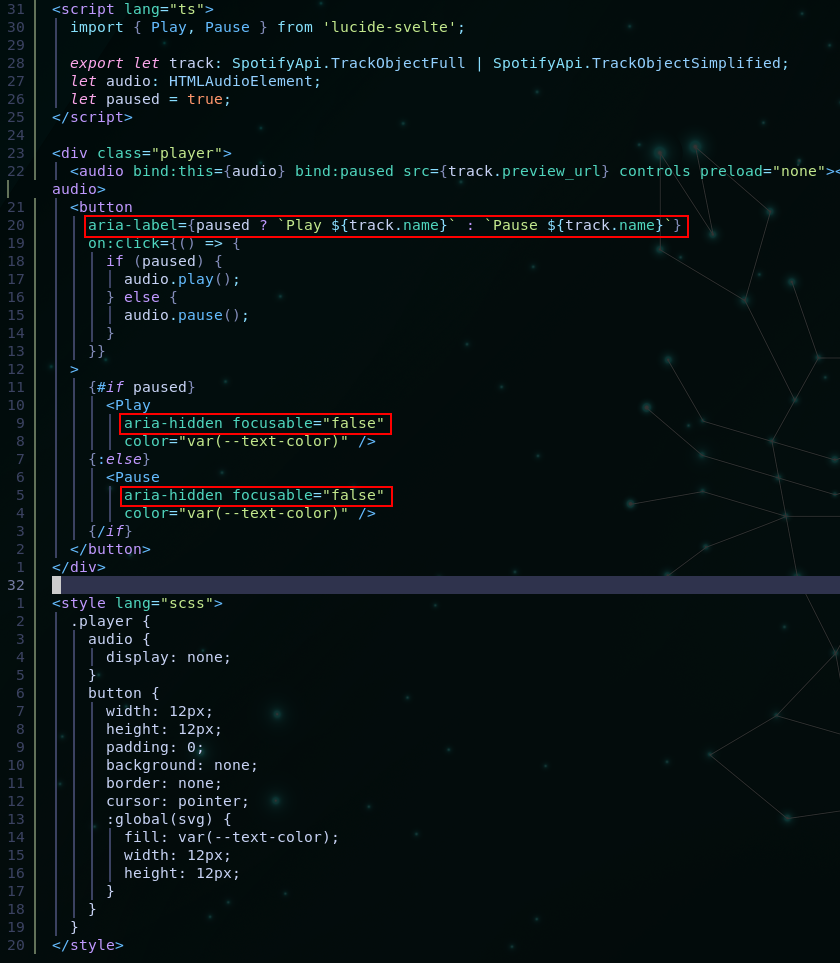 31 <script lang="ts">
30 import { Play, Pause } from 'lucide-svelte';
29
28 export let track: SpotifyApi.TrackObjectFull | SpotifyApi.TrackObjectSimplified;
27 let audio: HTMLAudioElement;
26 let paused = true;
25 </script>
24
23 <div class="player">
22 <audio bind:this={audio} bind:paused src={track.preview_url} controls preload="none"><
audio>
21 <button
20 aria-label={paused ? `Play ${track.name}` : `Pause ${track.name}`}
19 on:click={() => {
18 if (paused) {
17 audio.play();
16 } else {
15 audio.pause();
14 }
13 }}
12 >
11 {#if paused}
10 <Play
9 aria-hidden focusable="false"
8 color="var(--text-color)" />
7 {:else}
6 <Pause
5 aria-hidden focusable="false"
4 color="var(--text-color)" />
3 {/if}
2 </button>
1 </div>
32
1 <style lang="scss">
2 .player {
3 audio {
4 display: none;
5 }
6 button {
7 width: 12px;
8 height: 12px;
9 padding: 0;
10 background: none;
11 border: none;
12 cursor: pointer;
13 :global(svg) {
14 fill: var(--text-color);
15 width: 12px;
16 height: 12px;
17 }
18 }
19 }
20 </style>